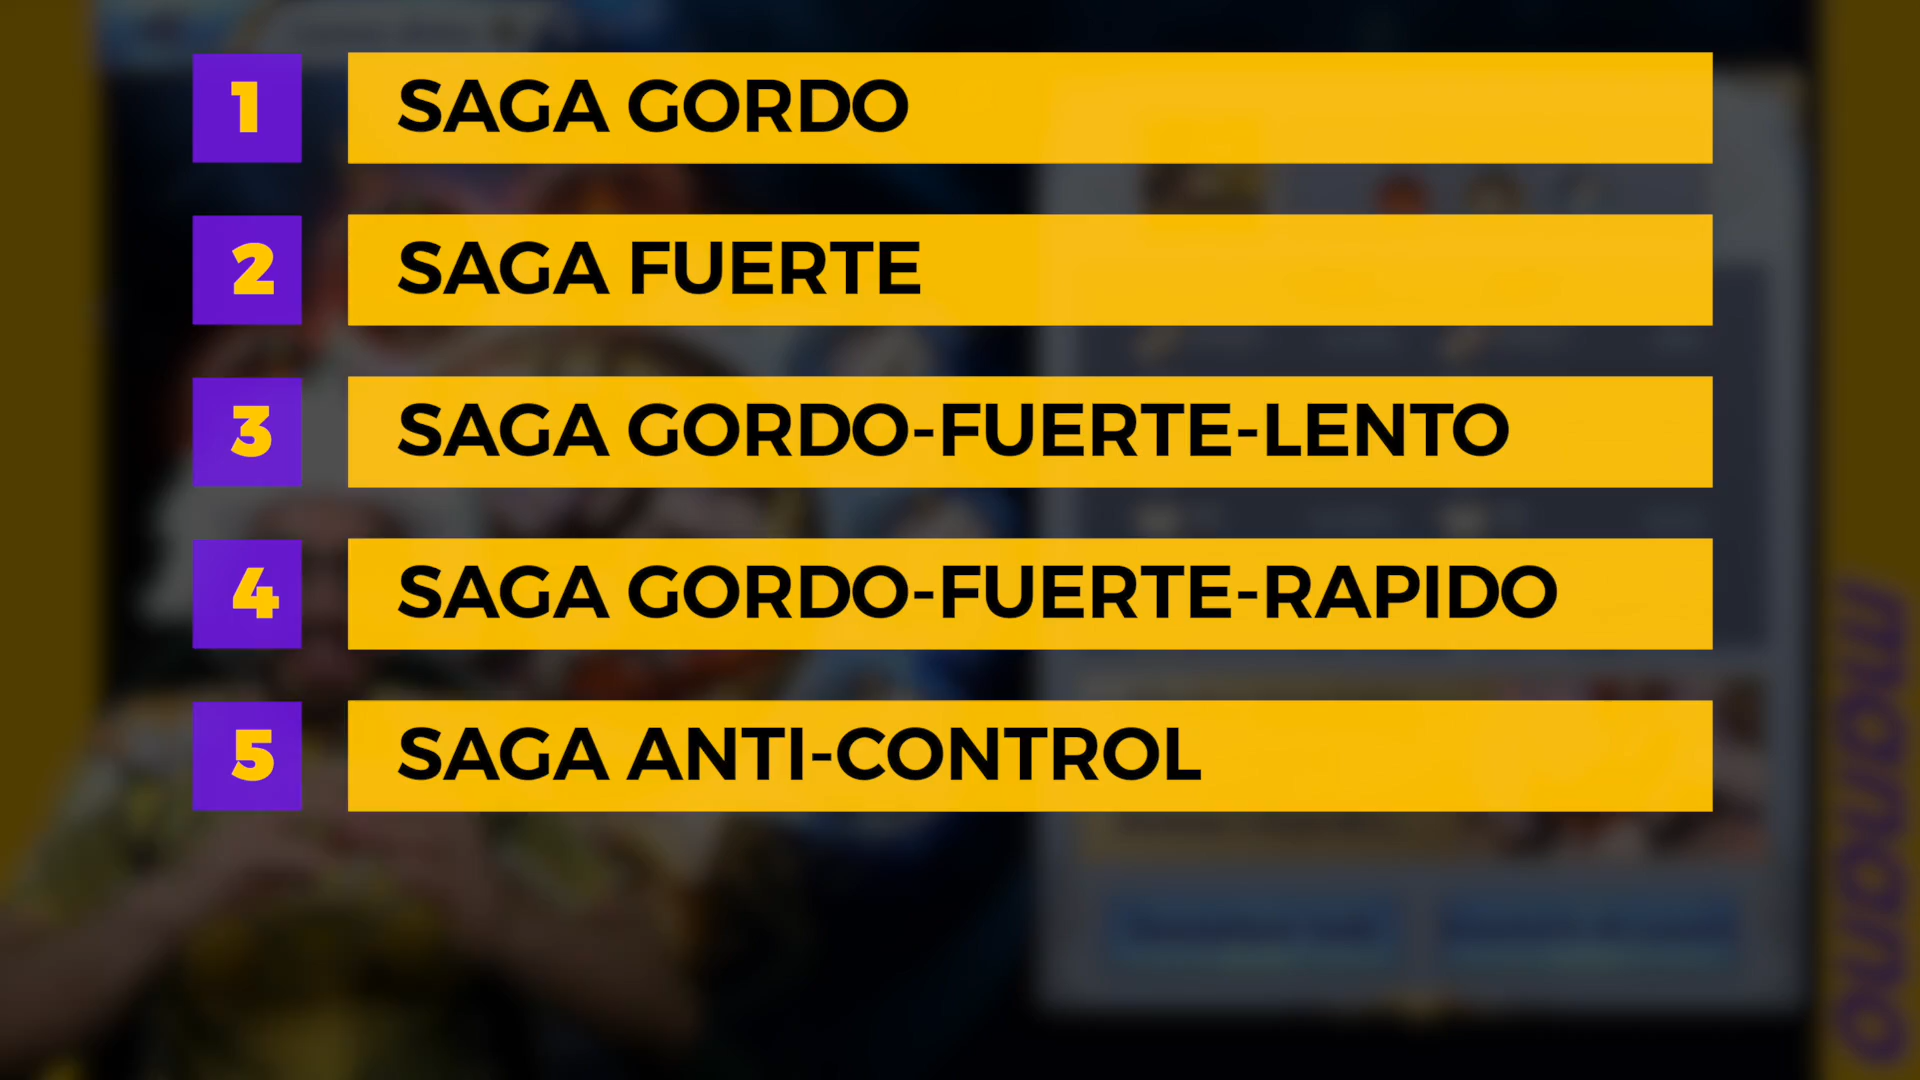 1 SAGA GORDO
2 SAGA FUERTE
3 SAGA GORDO-FUERTE-LENTO
4 SAGA GORDO-FUERTE-RAPIDO
5 SAGA ANTI-CONTROL